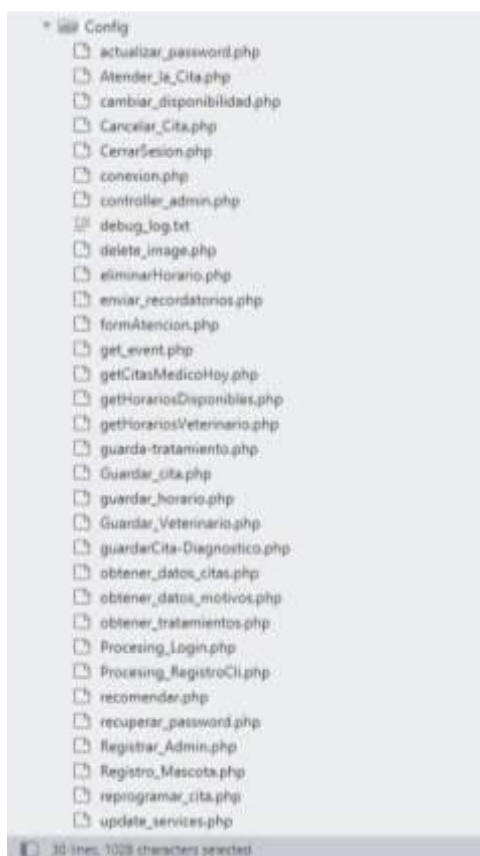 Config
actualizar_password.php
Atender_la_Cita.php
cambiar_disponibilidad.php
Cancelar_Cita.php
CerrarSesion.php
conexion.php
controller_admin.php
debug_log.txt
delete_image.php
eliminarHorario.php
enviar_recordatorios.php
formAtencion.php
get_event.php
getCitasMedicoHoy.php
getHorariosDisponibles.php
getHorariosVeterinario.php
guarda-tratamiento.php
Guardar_cita.php
guardar_horario.php
Guardar_Veterinario.php
guardarCita-Diagnostico.php
obtener_datos_citas.php
obtener_datos_motivos.php
obtener_tratamientos.php
Procesing_Login.php
Procesing_RegistroCli.php
recomendar.php
recuperar_password.php
Registrar_Admin.php
Registro_Mascota.php
reprogramar_cita.php
update_services.php
30 lines, 1028 characters selected